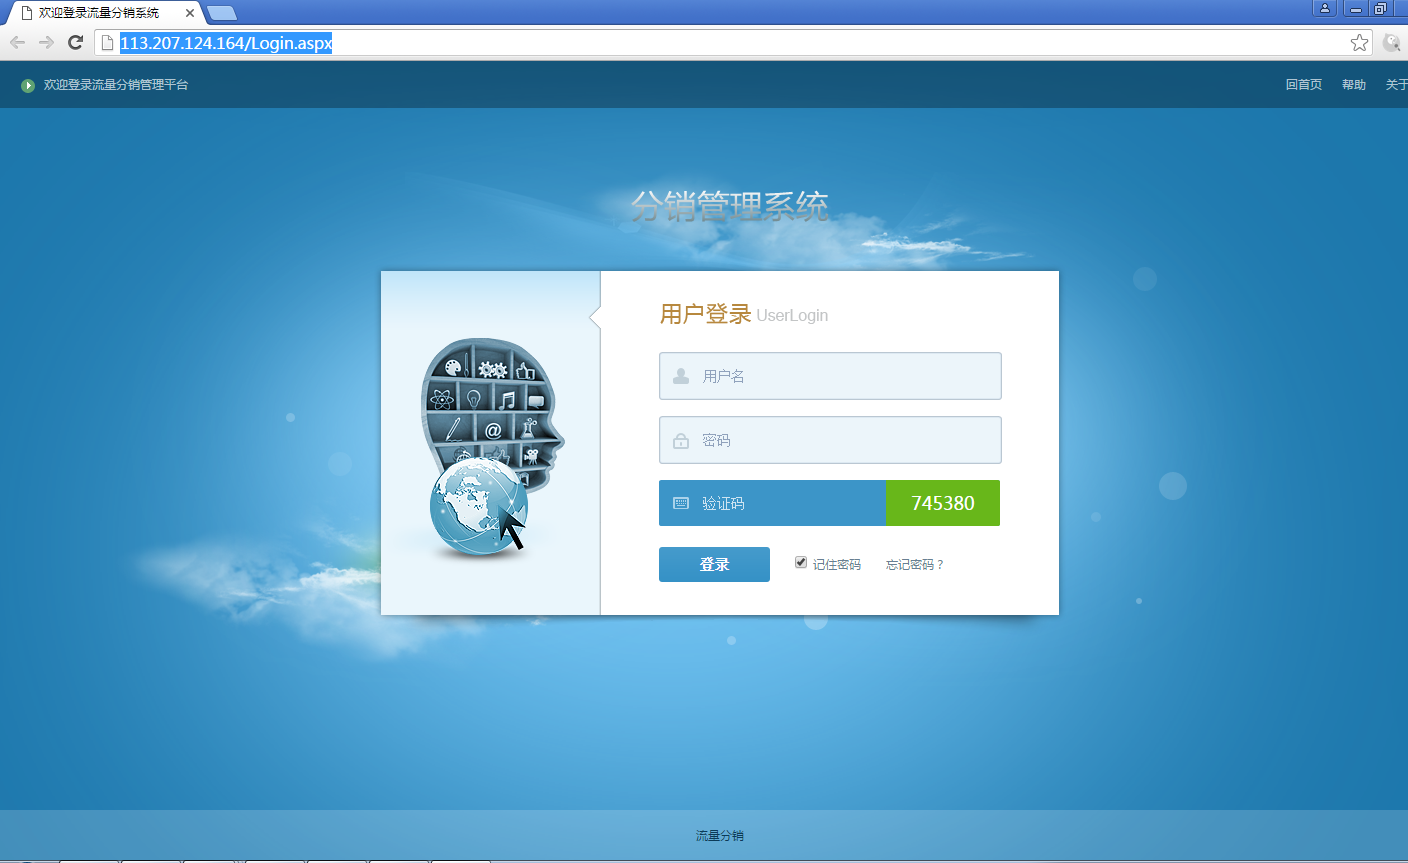 欢迎登录流量分销系统
113.207.124.164/Login.aspx
欢迎登录流量分销管理平台
回首页 帮助 关于
分销管理系统
用户登录 UserLogin
用户名
密码
@
验证码 745380
登录 记住密码 忘记密码？
流量分销